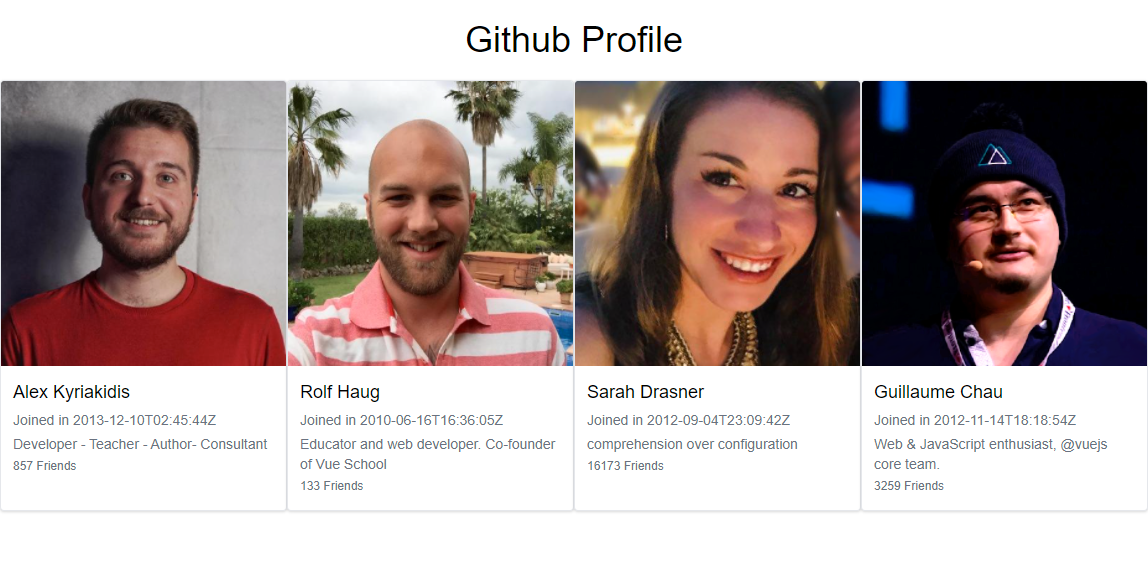 Github Profile
Alex Kyriakidis
Joined in 2013-12-10T02:45:44Z
Developer - Teacher - Author- Consultant
857 Friends
Rolf Haug
Joined in 2010-06-16T16:36:05Z
Educator and web developer. Co-founder
of Vue School
133 Friends
Sarah Drasner
Joined in 2012-09-04T23:09:42Z
comprehension over configuration
16173 Friends
Guillaume Chau
Joined in 2012-11-14T18:18:54Z
Web & JavaScript enthusiast, @vuejs
core team.
3259 Friends